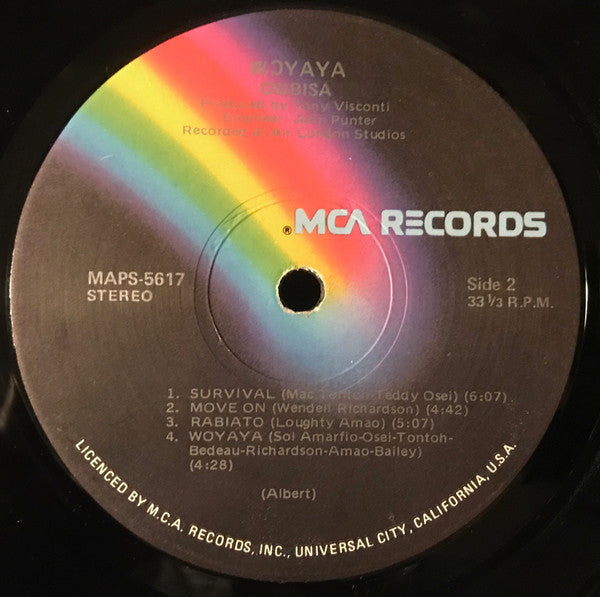 WOYAYA
OSIBISA
Produced by Tony Visconti
Engineer: John Punter
Recorded at Air London Studios
® MCA RECORDS
MAPS-5617
STEREO
Side 2
33 1/3 R.P.M.
1. SURVIVAL (Mac Tontoh-Teddy Osei) (6:07)
2. MOVE ON (Wendell Richardson) (4:42)
3. RABIATO (Loughty Amao) (5:07)
4. WOYAYA (Sol Amarfio-Osei-Tontoh-
Bedeau-Richardson-Amao-Bailey)
(4:28)
(Albert)
LICENCED BY M.C.A. RECORDS, INC., UNIVERSAL CITY, CALIFORNIA, U.S.A.